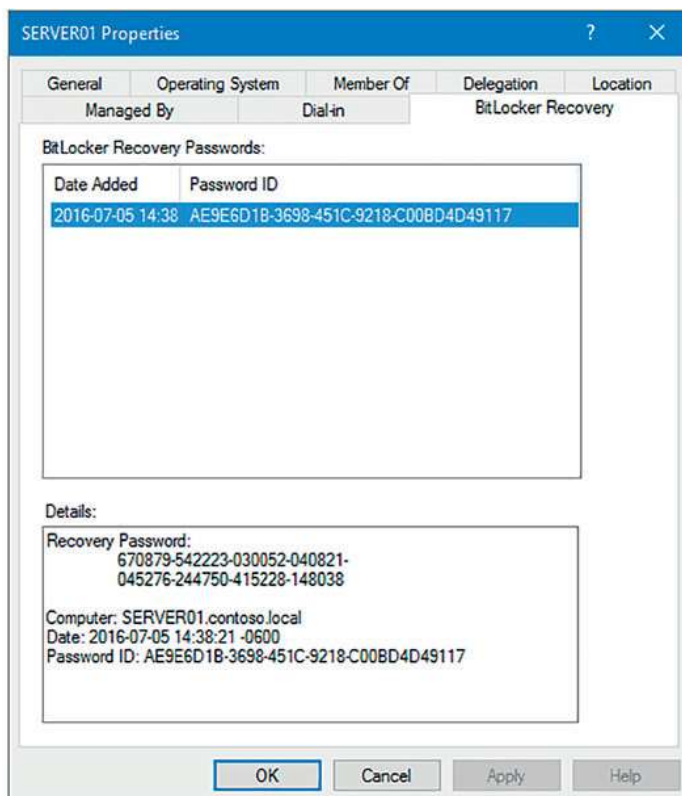 SERVER01 Properties
?
General Operating System Member Of Delegation Location
Managed By Dial-in BitLocker Recovery
BitLocker Recovery Passwords:
Date Added Password ID
2016-07-05 14:38 AE9E6D1B-3698-451C-9218-C00BD4D49117
Details:
Recovery Password:
670879-542223-030052-040821-
045276-244750-415228-148038
Computer: SERVER01.contoso.local
Date: 2016-07-05 14:38:21 -0600
Password ID: AE9E6D1B-3698-451C-9218-C00BD4D49117
OK Cancel Apply Help